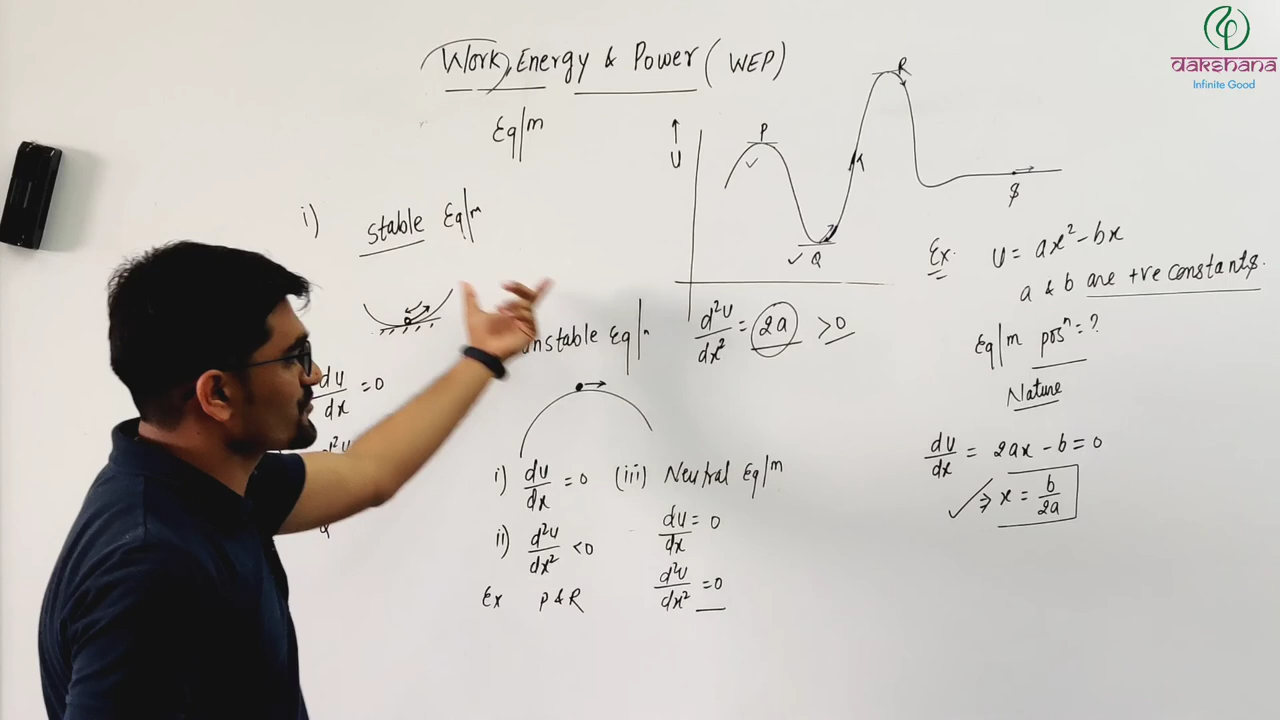 Work, Energy & Power (WEP)
Eq/m
i) stable Eq/m
du/dx = 0
d²U
Q
unstable Eq/
i) du/dx = 0
ii) d²U/dx² < 0
Ex P & R
(iii) Neutral Eq/m
du/dx = 0
d²U/dx² = 0
↑
U
P
✓
Q
✓
R
S
d²U/dx² = 2a > 0
Ex. U = ax² - bx
a & b are +ve constants.
Eq/m posⁿ = ?
Nature
du/dx = 2ax - b = 0
✓ ⇒ x = b/2a
dakshana
Infinite Good